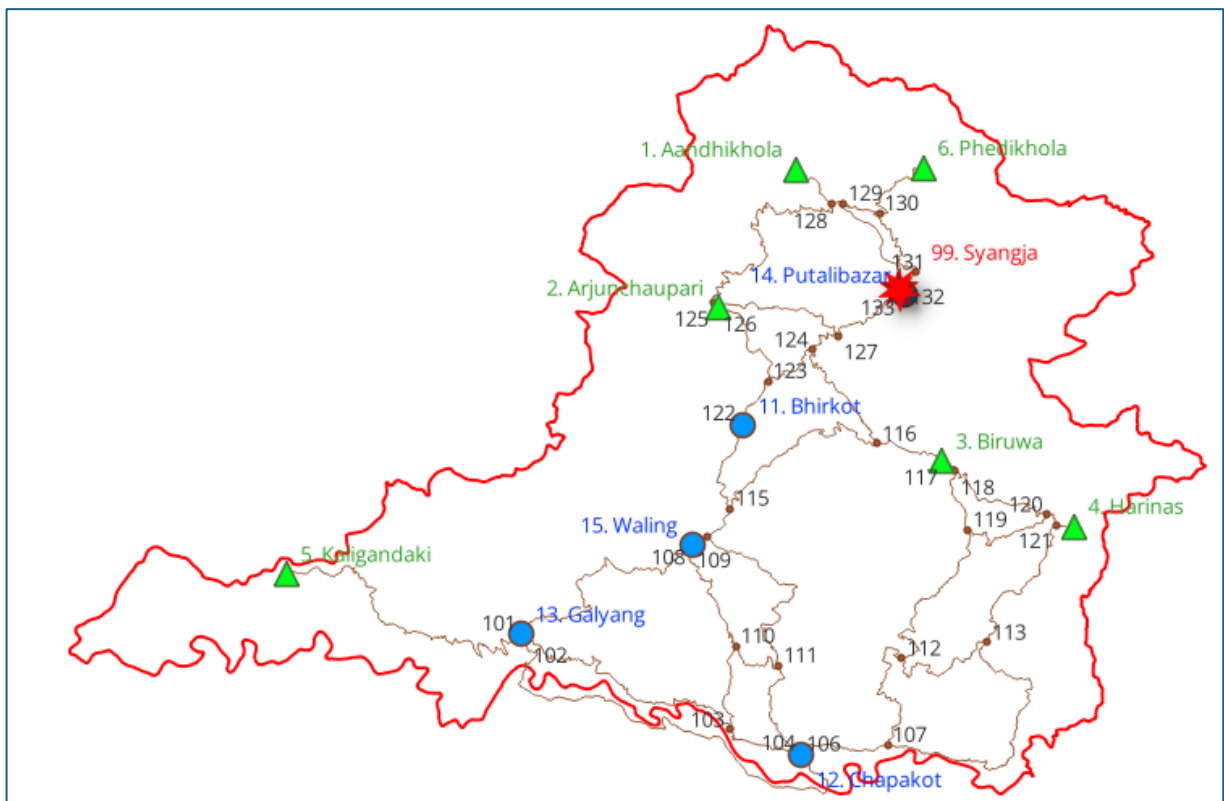 1. Aandhikhola
6. Phedikhola
129
128
130
99. Syangja
131
14. Putalibazar
132
133
2. Arjunchaupari
125
126
124
127
123
11. Bhirkot
122
116
3. Biruwa
117
118
115
120
4. Harinas
119
121
15. Waling
108
109
5. Kaligandaki
101
13. Galyang
102
110
111
112
113
103
104
106
107
12. Chapakot